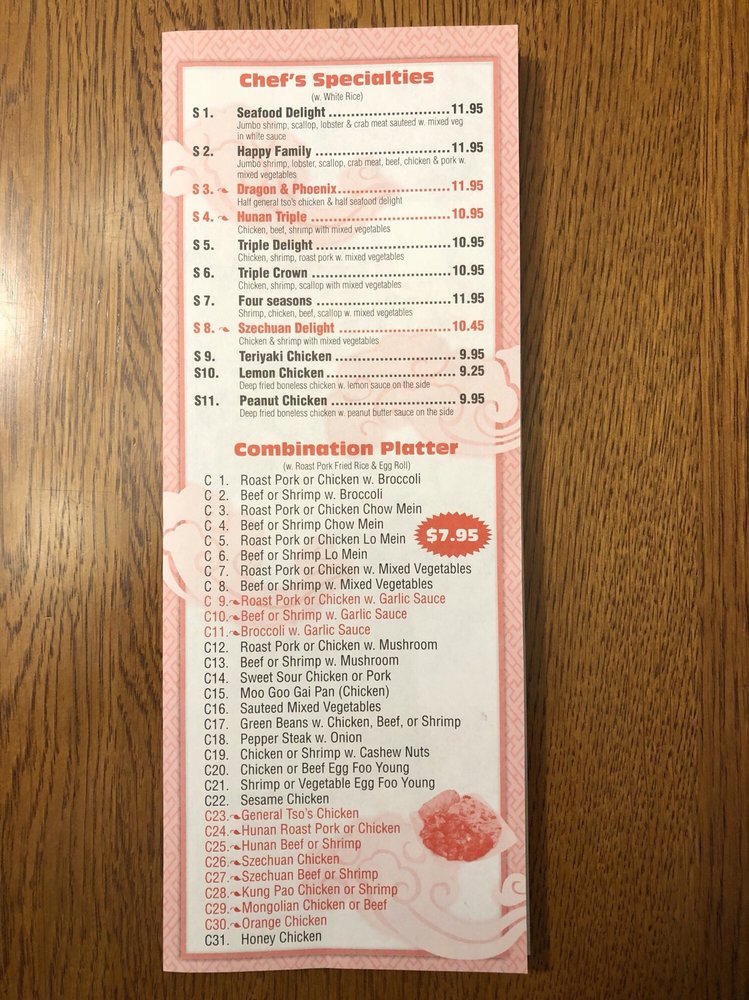 Chef's Specialties
(w. White Rice)
S 1. Seafood Delight ..........................11.95
Jumbo shrimp, scallop, lobster & crab meat sauteed w. mixed veg
in white sauce
S 2. Happy Family .............................11.95
Jumbo shrimp, lobster, scallop, crab meat, beef, chicken & pork w.
mixed vegetables
S 3. Dragon & Phoenix........................11.95
Half general tso's chicken & half seafood delight
S 4. Hunan Triple .............................10.95
Chicken, beef, shrimp with mixed vegetables
S 5. Triple Delight ............................10.95
Chicken, shrimp, roast pork w. mixed vegetables
S 6. Triple Crown .............................10.95
Chicken, shrimp, scallop with mixed vegetables
S 7. Four seasons ............................11.95
Shrimp, chicken, beef, scallop w. mixed vegetables
S 8. Szechuan Delight .......................10.45
Chicken & shrimp with mixed vegetables
S 9. Teriyaki Chicken ......................... 9.95
S10. Lemon Chicken ........................... 9.25
Deep fried boneless chicken w. lemon sauce on the side
S11. Peanut Chicken .......................... 9.95
Deep fried boneless chicken w. peanut butter sauce on the side
Combination Platter
(w. Roast Pork Fried Rice & Egg Roll)
C 1. Roast Pork or Chicken w. Broccoli
C 2. Beef or Shrimp w. Broccoli
C 3. Roast Pork or Chicken Chow Mein
C 4. Beef or Shrimp Chow Mein
$7.95
C 5. Roast Pork or Chicken Lo Mein
C 6. Beef or Shrimp Lo Mein
C 7. Roast Pork or Chicken w. Mixed Vegetables
C 8. Beef or Shrimp w. Mixed Vegetables
C 9. Roast Pork or Chicken w. Garlic Sauce
C10. Beef or Shrimp w. Garlic Sauce
C11. Broccoli w. Garlic Sauce
C12. Roast Pork or Chicken w. Mushroom
C13. Beef or Shrimp w. Mushroom
C14. Sweet Sour Chicken or Pork
C15. Moo Goo Gai Pan (Chicken)
C16. Sauteed Mixed Vegetables
C17. Green Beans w. Chicken, Beef, or Shrimp
C18. Pepper Steak w. Onion
C19. Chicken or Shrimp w. Cashew Nuts
C20. Chicken or Beef Egg Foo Young
C21. Shrimp or Vegetable Egg Foo Young
C22. Sesame Chicken
C23. General Tso's Chicken
C24. Hunan Roast Pork or Chicken
C25. Hunan Beef or Shrimp
C26. Szechuan Chicken
C27. Szechuan Beef or Shrimp
C28. Kung Pao Chicken or Shrimp
C29. Mongolian Chicken or Beef
C30. Orange Chicken
C31. Honey Chicken